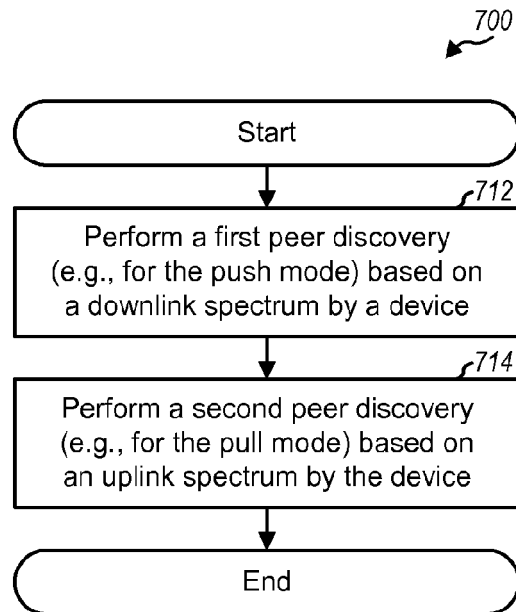 700
Start
712
Perform a first peer discovery
(e.g., for the push mode) based on
a downlink spectrum by a device
714
Perform a second peer discovery
(e.g., for the pull mode) based on
an uplink spectrum by the device
End